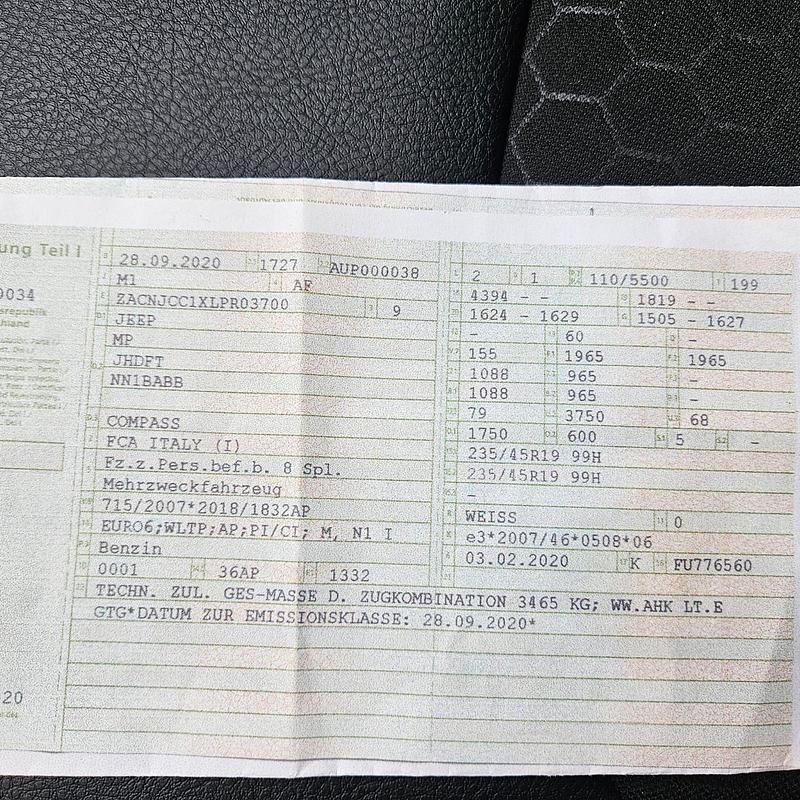 ung Teil I
0034
srepublik
hland
20
28.09.2020 1727 AUP000038
M1 AF
ZACNJCC1XLPR03700 9
JEEP
MP
JHDFT
NN1BABB
COMPASS
FCA ITALY (I)
Fz.z.Pers.bef.b. 8 Spl.
Mehrzweckfahrzeug
715/2007*2018/1832AP
EURO6;WLTP;AP;PI/CI; M, N1 I
Benzin
0001 36AP 1332
2 1 110/5500 199
4394 - - 1819 - -
1624 - 1629 1505 - 1627
- 60 -
155 1965 1965
1088 965 -
1088 965 -
79 3750 68
1750 600 5 -
235/45R19 99H
235/45R19 99H
-
WEISS 0
e3*2007/46*0508*06
03.02.2020 K FU776560
TECHN. ZUL. GES-MASSE D. ZUGKOMBINATION 3465 KG; WW.AHK LT.E
GTG*DATUM ZUR EMISSIONSKLASSE: 28.09.2020*